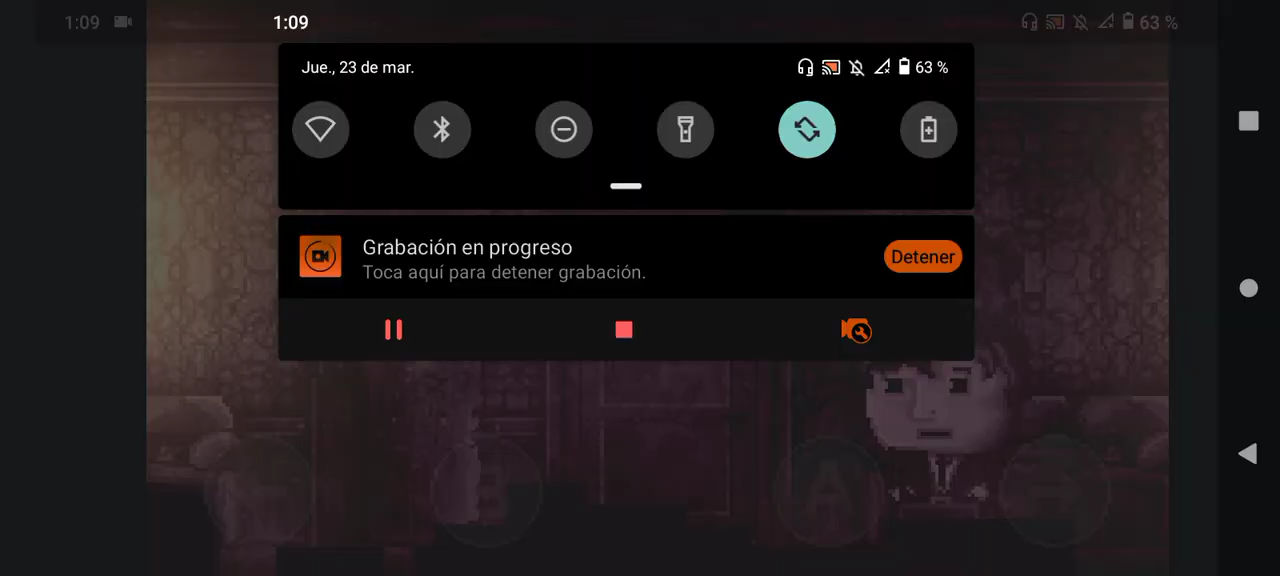 1:09
1:09
63 %
Jue., 23 de mar.
63 %
Grabación en progreso
Toca aquí para detener grabación.
Detener
B
A